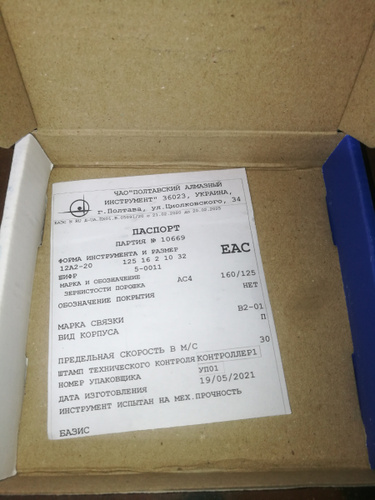 ЧАО"ПОЛТАВСКИЙ АЛМАЗНЫЙ
ИНСТРУМЕНТ" 36023, УКРАИНА,
г.Полтава, ул.Циолковского, 34
ПАСПОРТ
ПАРТИЯ № 10669
EAC
ФОРМА ИНСТРУМЕНТА И РАЗМЕР
12A2-20 125 16 2 10 32
ШИФР 5-0011
МАРКА И ОБОЗНАЧЕНИЕ АС4 160/125
ЗЕРНИСТОСТИ ПОРОШКА
ОБОЗНАЧЕНИЕ ПОКРЫТИЯ НЕТ
МАРКА СВЯЗКИ В2-01
ВИД КОРПУСА П
ПРЕДЕЛЬНАЯ СКОРОСТЬ В М/С 30
ШТАМП ТЕХНИЧЕСКОГО КОНТРОЛЯ КОНТРОЛЛЕР1
НОМЕР УПАКОВЩИКА УП01
ДАТА ИЗГОТОВЛЕНИЯ 19/05/2021
ИНСТРУМЕНТ ИСПЫТАН НА МЕХ.ПРОЧНОСТЬ
БАЗИС